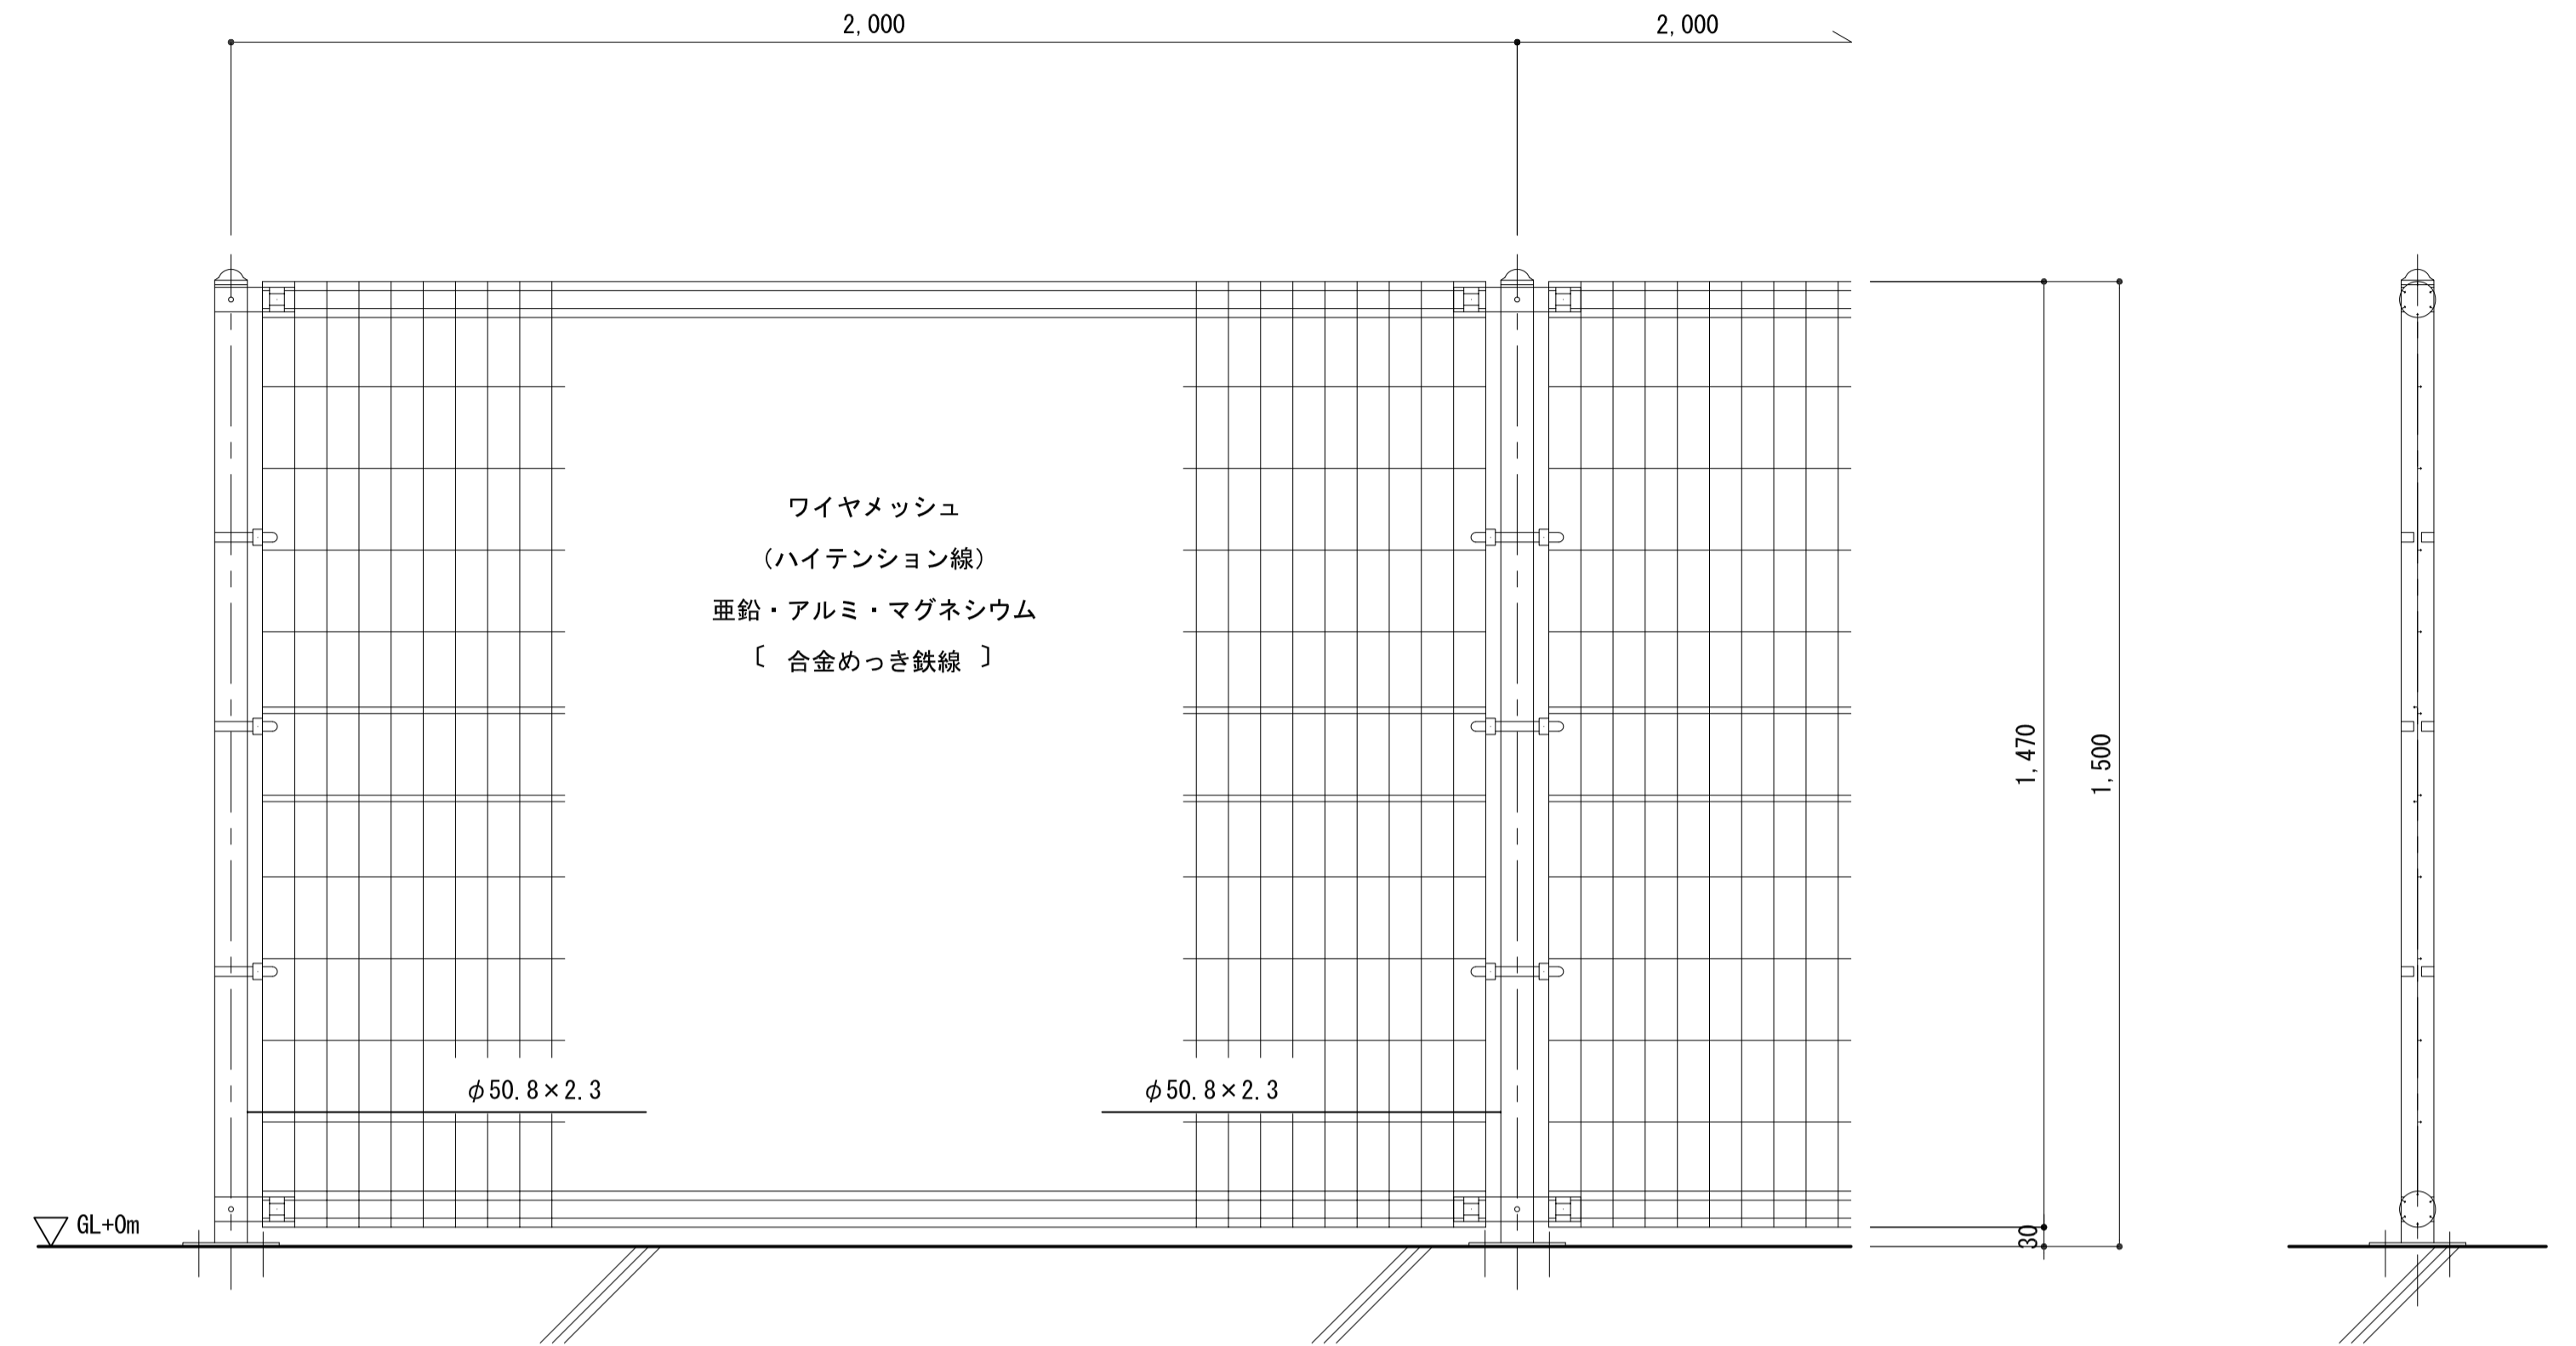 2,000
2,000
ワイヤメッシュ
(ハイテンション線)
亜鉛・アルミ・マグネシウム
〔 合金めっき鉄線 〕
1,470
1,500
φ50.8×2.3
φ50.8×2.3
GL+0m
30